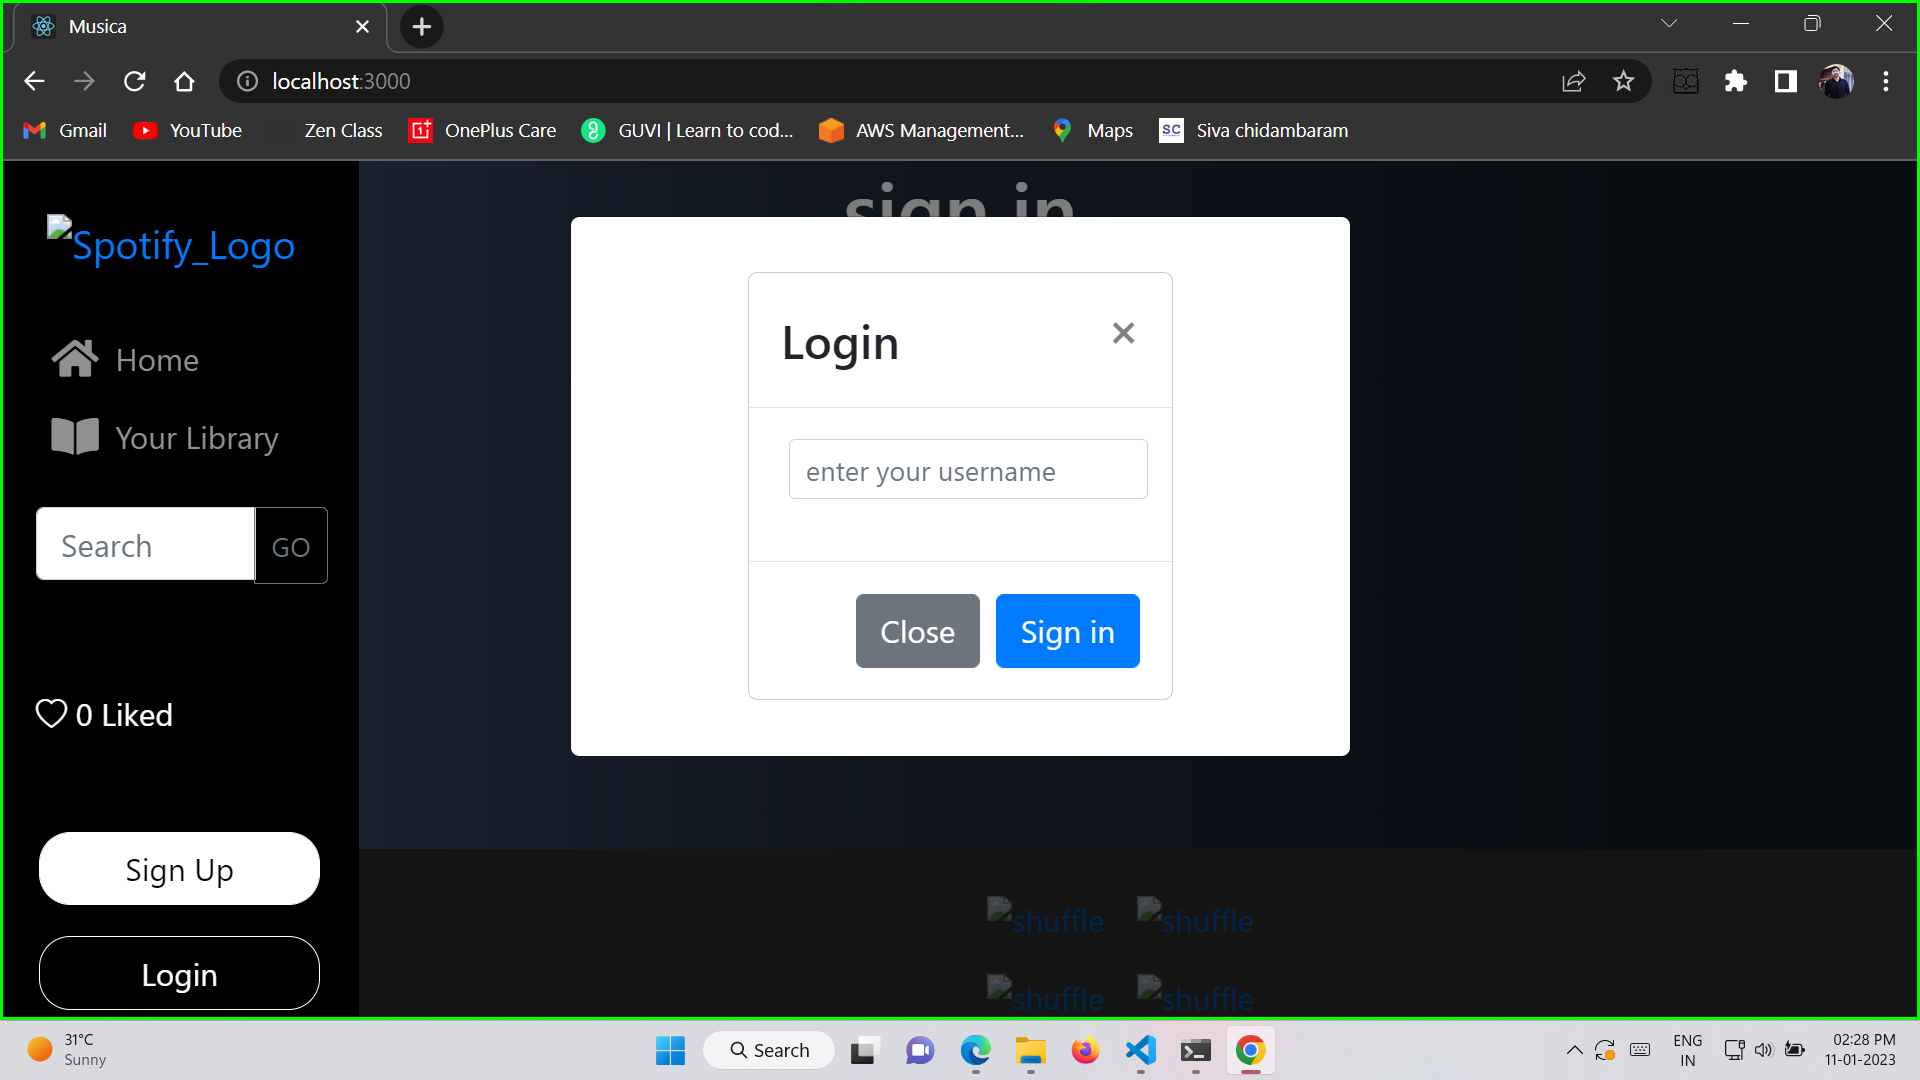 Musica
localhost:3000
Gmail
YouTube
Zen Class
OnePlus Care
GUVI | Learn to cod...
AWS Management...
Maps
SC
Siva chidambaram
Spotify_Logo
Home
Your Library
Search
GO
0 Liked
Sign Up
Login
sign in
Login
×
enter your username
Close
Sign in
shuffle
shuffle
shuffle
shuffle
31°C
Sunny
Search
ENG
IN
02:28 PM
11-01-2023